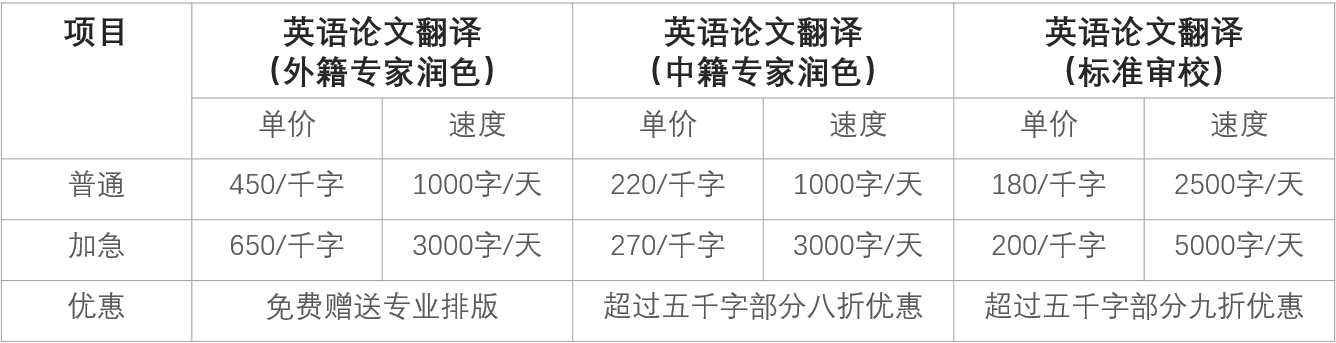 项目
英语论文翻译
（外籍专家润色）
英语论文翻译
（中籍专家润色）
英语论文翻译
（标准审校）
单价
速度
单价
速度
单价
速度
普通
450/千字
1000字/天
220/千字
1000字/天
180/千字
2500字/天
加急
650/千字
3000字/天
270/千字
3000字/天
200/千字
5000字/天
优惠
免费赠送专业排版
超过五千字部分八折优惠
超过五千字部分九折优惠